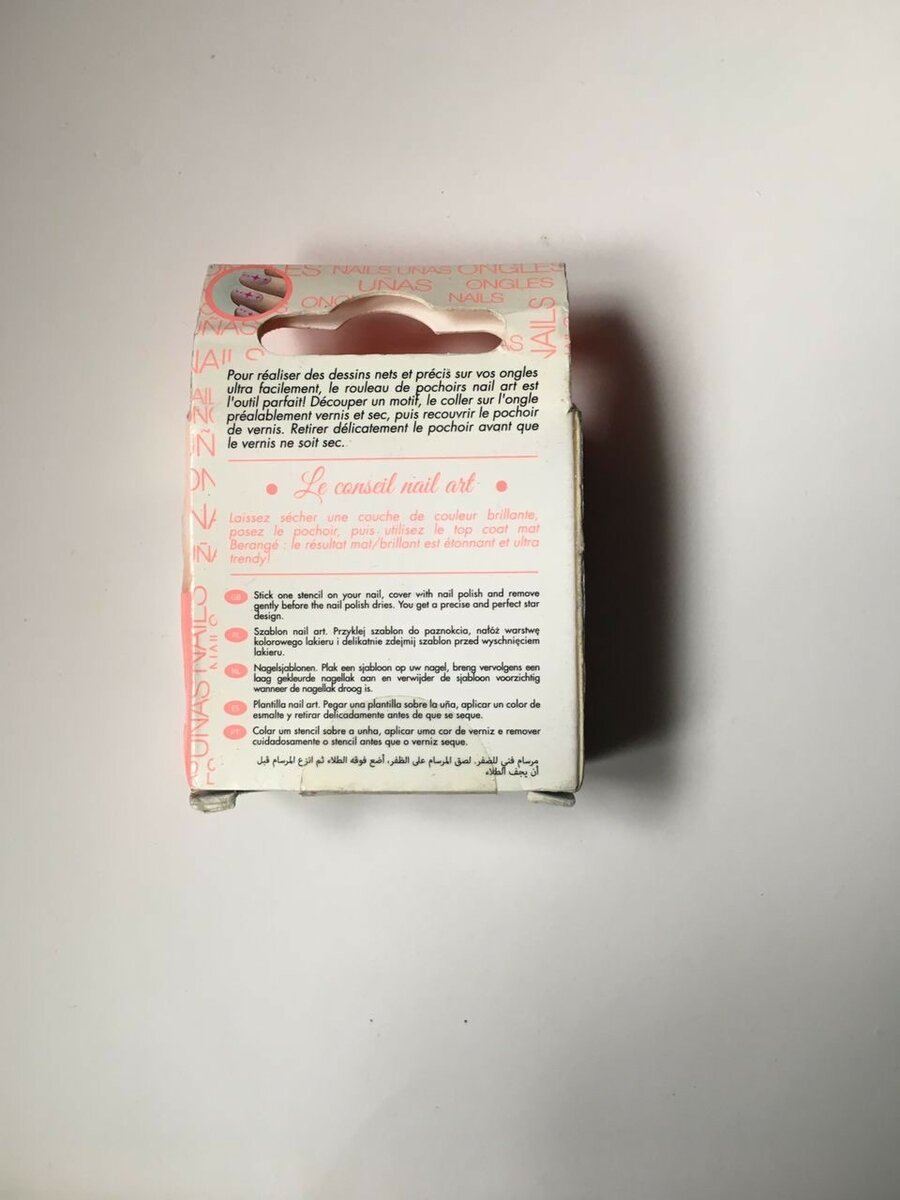 ONGLES NAILS UÑAS ONGLES
UÑAS ONGLES
NAILS
NAILS
Pour réaliser des dessins nets et précis sur vos ongles
ultra facilement, le rouleau de pochoirs nail art est
l'outil parfait! Découper un motif, le coller sur l'ongle
préalablement vernis et sec, puis recouvrir le pochoir
de vernis. Retirer délicatement le pochoir avant que
le vernis ne soit sec.
Le conseil nail art
Laissez sécher une couche de couleur brillante,
posez le pochoir, puis utilisez le top coat mat
Berangé : le résultat mat/brillant est étonnant et ultra
trendy!
GB Stick one stencil on your nail, cover with nail polish and remove
gently before the nail polish dries. You get a precise and perfect star
design.
PL Szablon nail art. Przyklej szablon do paznokcia, nałóż warstwę
kolorowego lakieru i delikatnie zdejmij szablon przed wyschnięciem
lakieru.
NL Nagelsjablonen. Plak een sjabloon op uw nagel, breng vervolgens een
laag gekleurde nagellak aan en verwijder de sjabloon voorzichtig
wanneer de nagellak droog is.
ES Plantilla nail art. Pegar una plantilla sobre la uña, aplicar un color de
esmalte y retirar delicadamente antes de que se seque.
PT Colar um stencil sobre a unha, aplicar uma cor de verniz e remover
cuidadosamente o stencil antes que o verniz seque.
مرسام فني للضفر. لصق المرسام على الظفر، أضع فوقه الطلاء ثم انزع المرسام قبل
أن يجف الطلاء
UÑAS NAILS